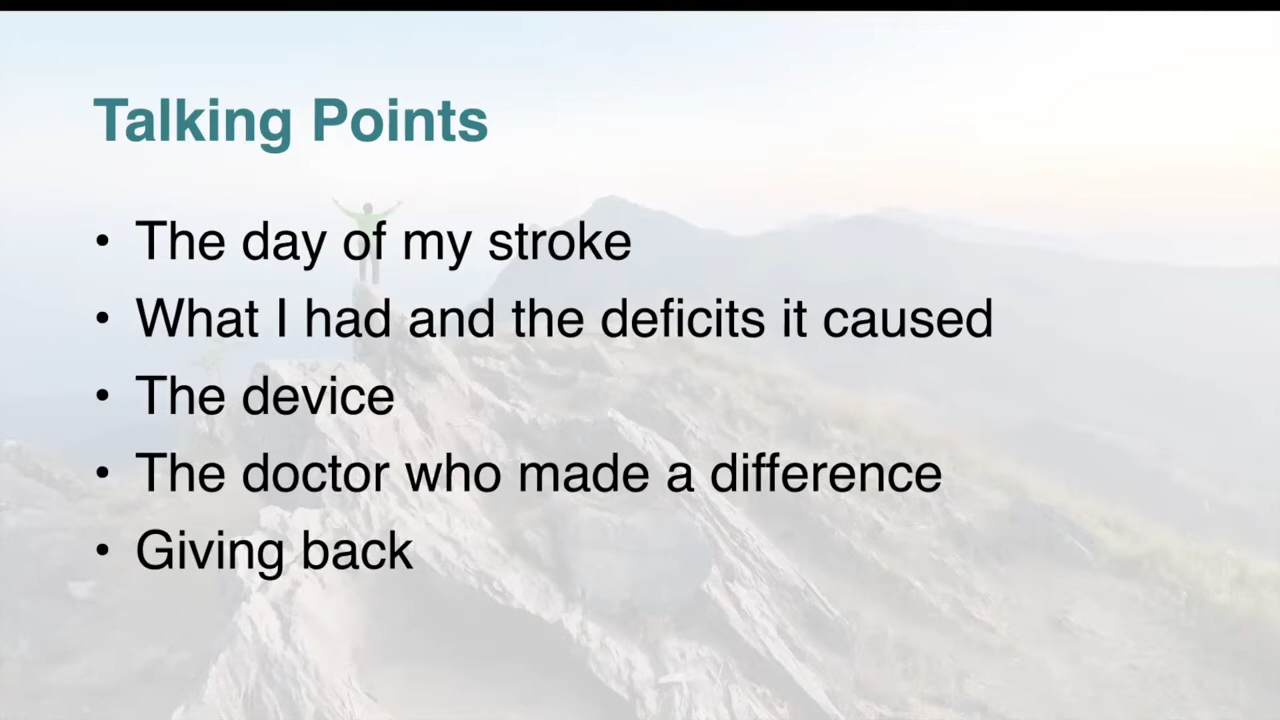 Talking Points
• The day of my stroke
• What I had and the deficits it caused
• The device
• The doctor who made a difference
• Giving back